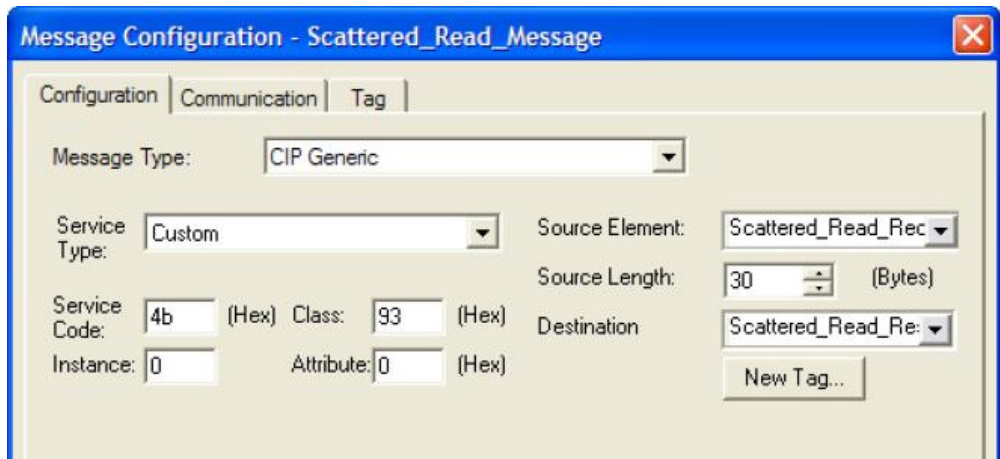 Message Configuration - Scattered_Read_Message
Configuration
Communication
Tag
Message Type:
CIP Generic
Service
Type:
Custom
Service
Code:
4b
(Hex)
Class:
93
(Hex)
Instance:
0
Attribute:
0
(Hex)
Source Element:
Scattered_Read_Rec
Source Length:
30
(Bytes)
Destination
Scattered_Read_Re
New Tag...